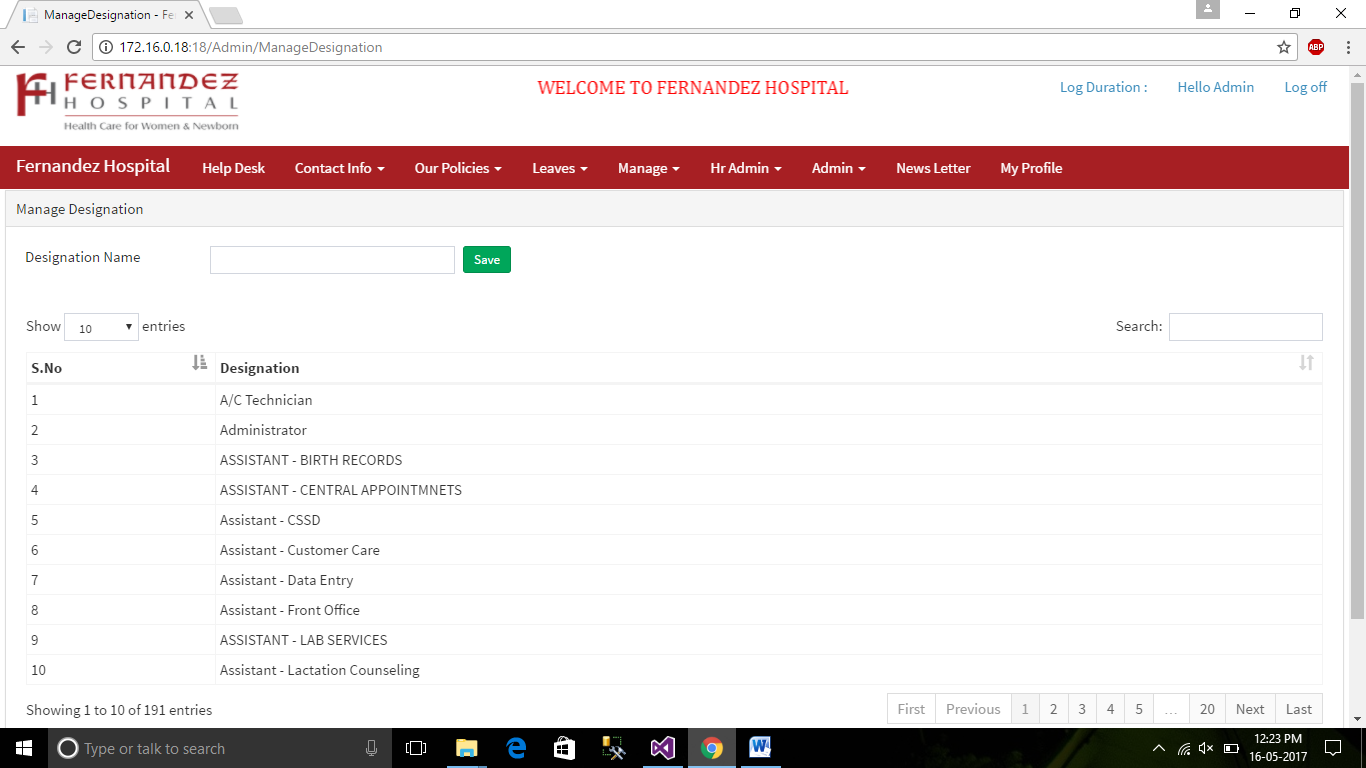 ManageDesignation - Fe
172.16.0.18:18/Admin/ManageDesignation
ABP
FERNANDEZ
HOSPITAL
Health Care for Women & Newborn
WELCOME TO FERNANDEZ HOSPITAL
Log Duration : Hello Admin Log off
Fernandez Hospital Help Desk Contact Info Our Policies Leaves Manage Hr Admin Admin News Letter My Profile
Manage Designation
Designation Name Save
Show 10 entries Search:
S.No Designation
1 A/C Technician
2 Administrator
3 ASSISTANT - BIRTH RECORDS
4 ASSISTANT - CENTRAL APPOINTMNETS
5 Assistant - CSSD
6 Assistant - Customer Care
7 Assistant - Data Entry
8 Assistant - Front Office
9 ASSISTANT - LAB SERVICES
10 Assistant - Lactation Counseling
Showing 1 to 10 of 191 entries First Previous 1 2 3 4 5 … 20 Next Last
Type or talk to search
12:23 PM
16-05-2017